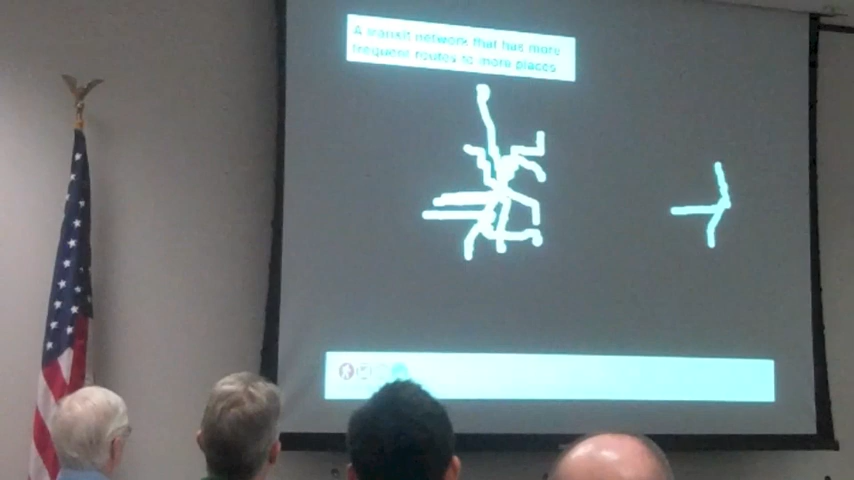 A transit network that has more
frequent routes to more places